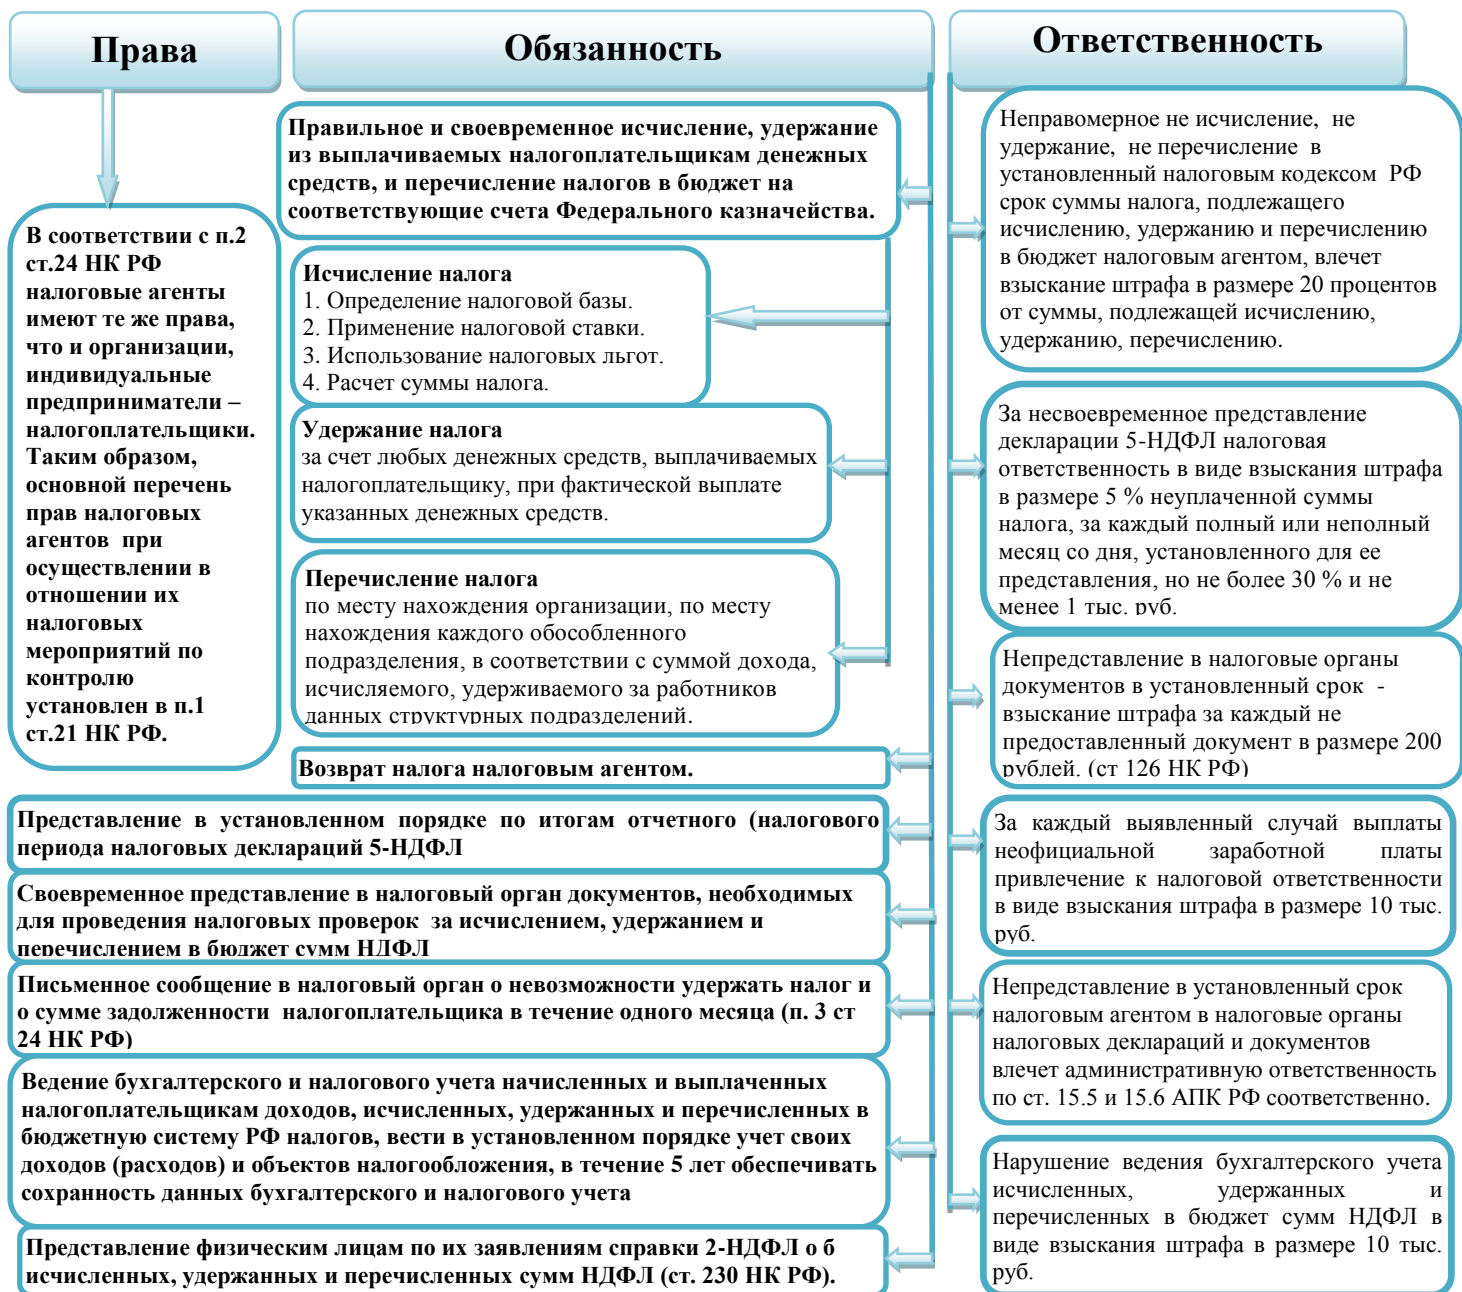 Права
В соответствии с п.2
ст.24 НК РФ
налоговые агенты
имеют те же права,
что и организации,
индивидуальные
предприниматели –
налогоплательщики.
Таким образом,
основной перечень
прав налоговых
агентов при
осуществлении в
отношении их
налоговых
мероприятий по
контролю
установлен в п.1
ст.21 НК РФ.
Обязанность
Правильное и своевременное исчисление, удержание
из выплачиваемых налогоплательщикам денежных
средств, и перечисление налогов в бюджет на
соответствующие счета Федерального казначейства.
Исчисление налога
1. Определение налоговой базы.
2. Применение налоговой ставки.
3. Использование налоговых льгот.
4. Расчет суммы налога.
Удержание налога
за счет любых денежных средств, выплачиваемых
налогоплательщику, при фактической выплате
указанных денежных средств.
Перечисление налога
по месту нахождения организации, по месту
нахождения каждого обособленного
подразделения, в соответствии с суммой дохода,
исчисляемого, удерживаемого за работников
данных структурных подразделений.
Возврат налога налоговым агентом.
Представление в установленном порядке по итогам отчетного (налогового
периода налоговых деклараций 5-НДФЛ
Своевременное представление в налоговый орган документов, необходимых
для проведения налоговых проверок за исчислением, удержанием и
перечислением в бюджет сумм НДФЛ
Письменное сообщение в налоговый орган о невозможности удержать налог и
о сумме задолженности налогоплательщика в течение одного месяца (п. 3 ст
24 НК РФ)
Ведение бухгалтерского и налогового учета начисленных и выплаченных
налогоплательщикам доходов, исчисленных, удержанных и перечисленных в
бюджетную систему РФ налогов, вести в установленном порядке учет своих
доходов (расходов) и объектов налогообложения, в течение 5 лет обеспечивать
сохранность данных бухгалтерского и налогового учета
Представление физическим лицам по их заявлениям справки 2-НДФЛ о б
исчисленных, удержанных и перечисленных сумм НДФЛ (ст. 230 НК РФ).
Ответственность
Неправомерное не исчисление, не
удержание, не перечисление в
установленный налоговым кодексом РФ
срок суммы налога, подлежащего
исчислению, удержанию и перечислению
в бюджет налоговым агентом, влечет
взыскание штрафа в размере 20 процентов
от суммы, подлежащей исчислению,
удержанию, перечислению.
За несвоевременное представление
декларации 5-НДФЛ налоговая
ответственность в виде взыскания штрафа
в размере 5 % неуплаченной суммы
налога, за каждый полный или неполный
месяц со дня, установленного для ее
представления, но не более 30 % и не
менее 1 тыс. руб.
Непредставление в налоговые органы
документов в установленный срок -
взыскание штрафа за каждый не
предоставленный документ в размере 200
рублей. (ст 126 НК РФ)
За каждый выявленный случай выплаты
неофициальной заработной платы
привлечение к налоговой ответственности
в виде взыскания штрафа в размере 10 тыс.
руб.
Непредставление в установленный срок
налоговым агентом в налоговые органы
налоговых деклараций и документов
влечет административную ответственность
по ст. 15.5 и 15.6 АПК РФ соответственно.
Нарушение ведения бухгалтерского учета
исчисленных, удержанных и
перечисленных в бюджет сумм НДФЛ в
виде взыскания штрафа в размере 10 тыс.
руб.